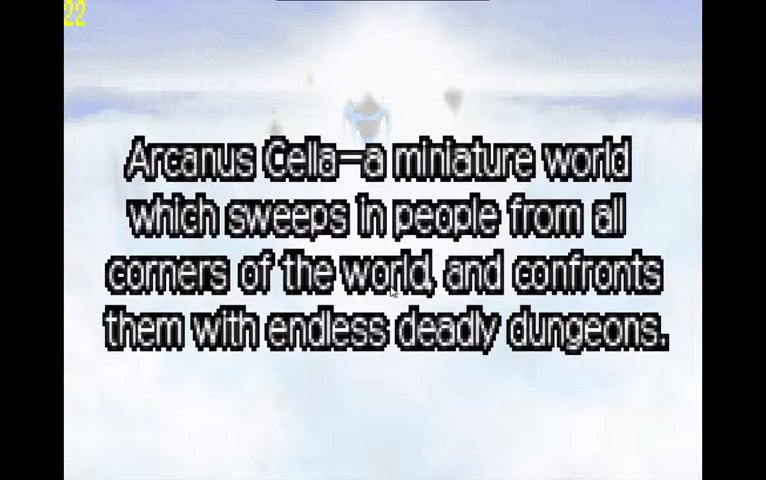 22
Arcanus Cella—a miniature world
which sweeps in people from all
corners of the world, and confronts
them with endless deadly dungeons.